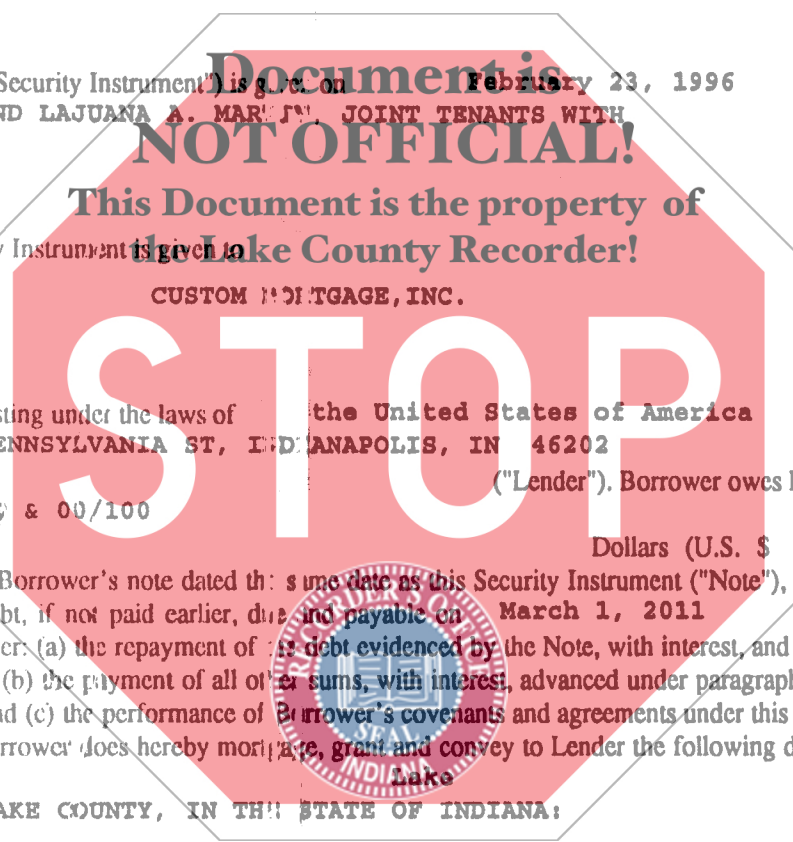 Document is
Security Instrument") is given on February 23, 1996
ND LAJUANA A. JOINT TENANTS WITH
NOT OFFICIAL!
This Document is the property of
the Lake County Recorder!
Instrument is given to
CUSTOM MORTGAGE, INC.
STOP
sting under the laws of the United States of America
ENNSYLVANIA ST, INDIANAPOLIS, IN 46202
("Lender"). Borrower owes
& 00/100
Dollars (U.S. $
Borrower's note dated the same date as this Security Instrument ("Note"),
bt, if not paid earlier, due and payable on March 1, 2011
er: (a) the repayment of the debt evidenced by the Note, with interest, and
(b) the payment of all other sums, with interest, advanced under paragraph
nd (c) the performance of Borrower's covenants and agreements under this
rrower does hereby mortgage, grant and convey to Lender the following d
Lake
AKE COUNTY, IN THE STATE OF INDIANA:
RECORDER'S OFFICE
SEAL
INDIANA